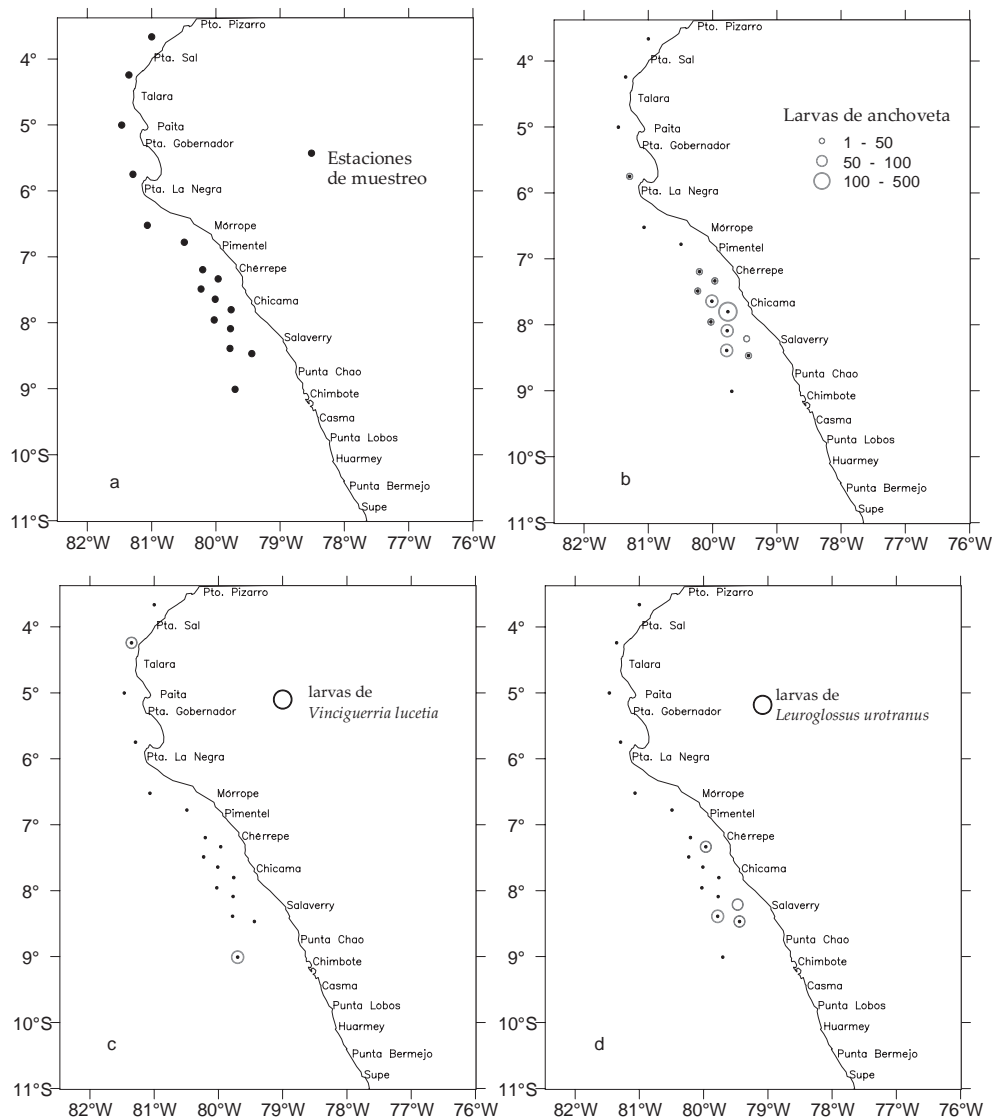 Pto. Pizarro
4°
Pta. Sal
Talara
5°
Paita
Pta. Gobernador
Estaciones
de muestreo
6°
Pta. La Negra
Mórrope
7°
Pimentel
Chérrepe
Chicama
8°
Salaverry
Punta Chao
9°
Chimbote
Casma
Punta Lobos
10°S
Huarmey
a
Punta Bermejo
Supe
11°S
82°W 81°W 80°W 79°W 78°W 77°W 76°W
Pto. Pizarro
4°
Pta. Sal
Talara
5°
Paita
Pta. Gobernador
Larvas de anchoveta
1 - 50
50 - 100
100 - 500
6°
Pta. La Negra
Mórrope
7°
Pimentel
Chérrepe
Chicama
8°
Salaverry
Punta Chao
9°
Chimbote
Casma
Punta Lobos
10°S
Huarmey
b
Punta Bermejo
Supe
11°S
82°W 81°W 80°W 79°W 78°W 77°W 76°W
Pto. Pizarro
4°
Pta. Sal
Talara
5°
Paita
Pta. Gobernador
larvas de
Vinciguerria lucetia
6°
Pta. La Negra
Mórrope
7°
Pimentel
Chérrepe
Chicama
8°
Salaverry
Punta Chao
9°
Chimbote
Casma
Punta Lobos
10°S
Huarmey
c
Punta Bermejo
Supe
11°S
82°W 81°W 80°W 79°W 78°W 77°W 76°W
Pto. Pizarro
4°
Pta. Sal
Talara
5°
Paita
Pta. Gobernador
larvas de
Leuroglossus urotranus
6°
Pta. La Negra
Mórrope
7°
Pimentel
Chérrepe
Chicama
8°
Salaverry
Punta Chao
9°
Chimbote
Casma
Punta Lobos
10°S
Huarmey
d
Punta Bermejo
Supe
11°S
82°W 81°W 80°W 79°W 78°W 77°W 76°W